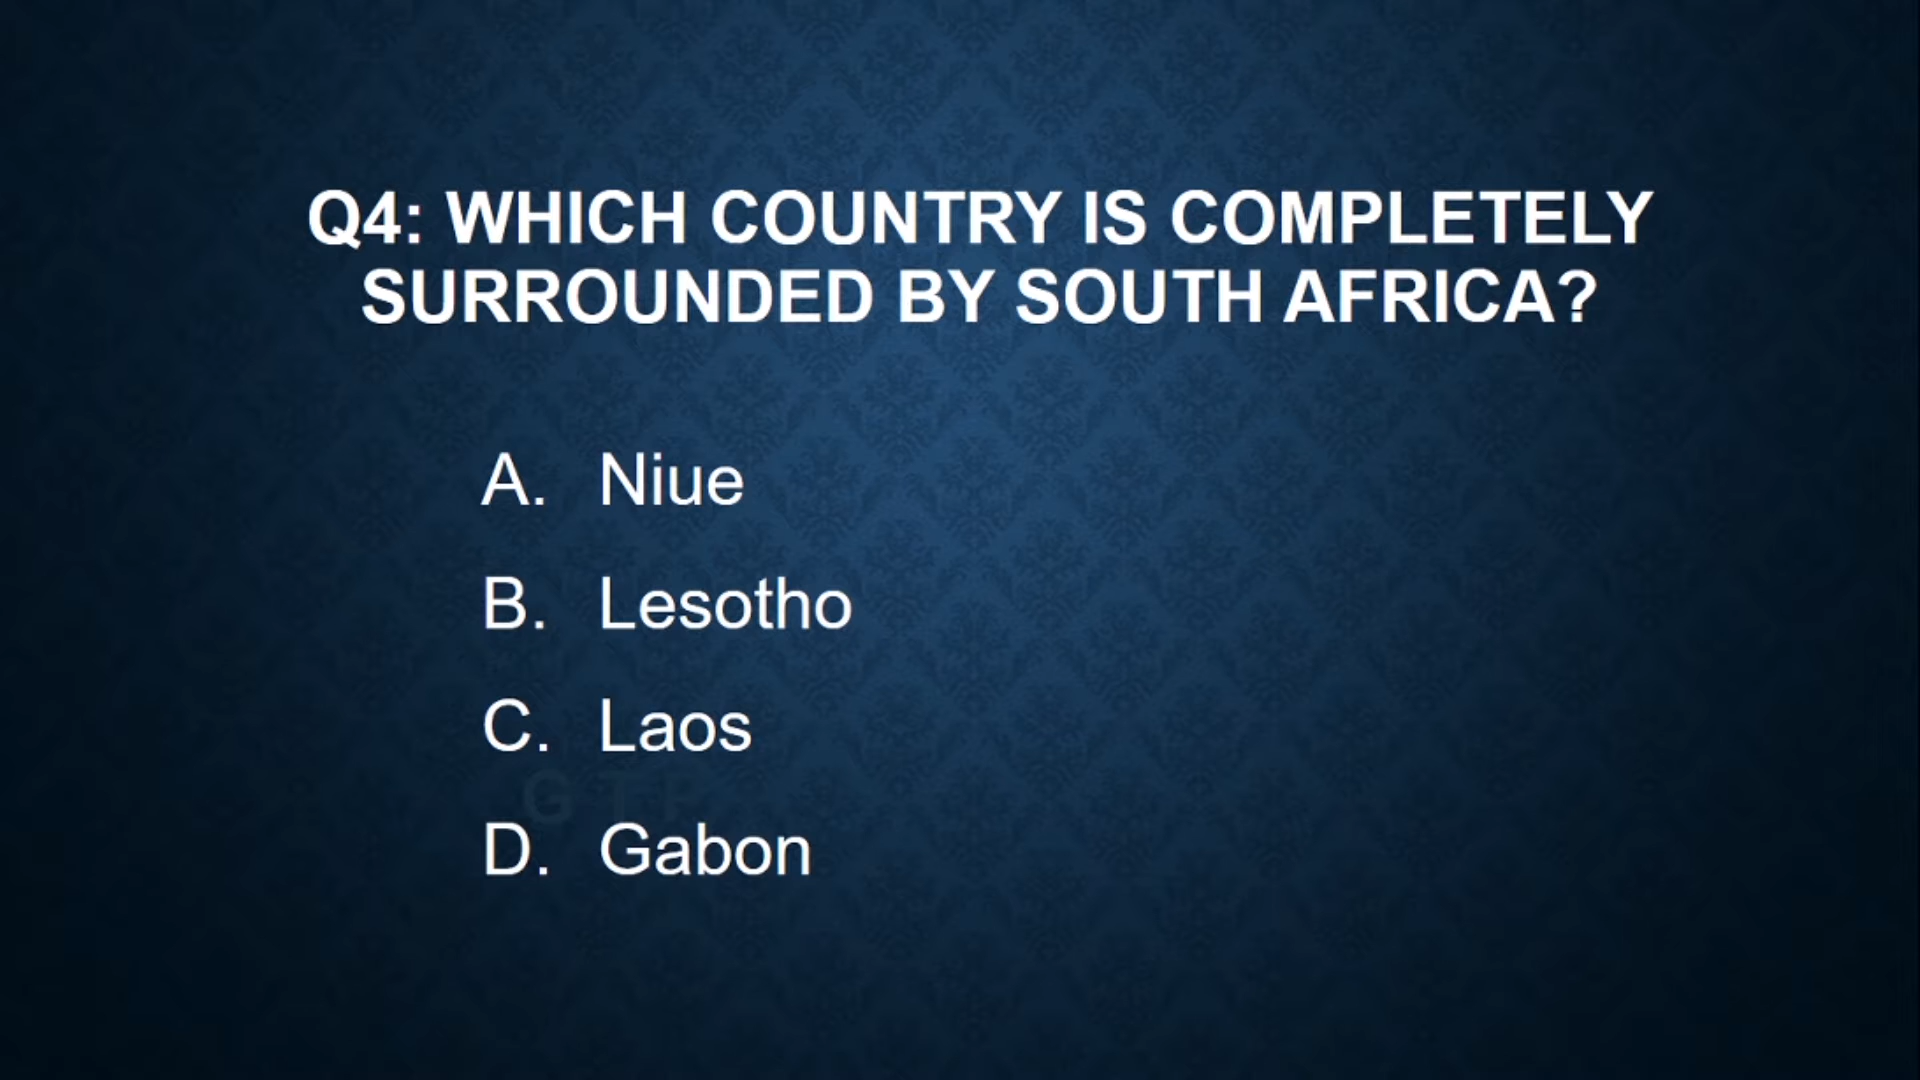 Q4: WHICH COUNTRY IS COMPLETELY
SURROUNDED BY SOUTH AFRICA?
A. Niue
B. Lesotho
C. Laos
G T P
D. Gabon